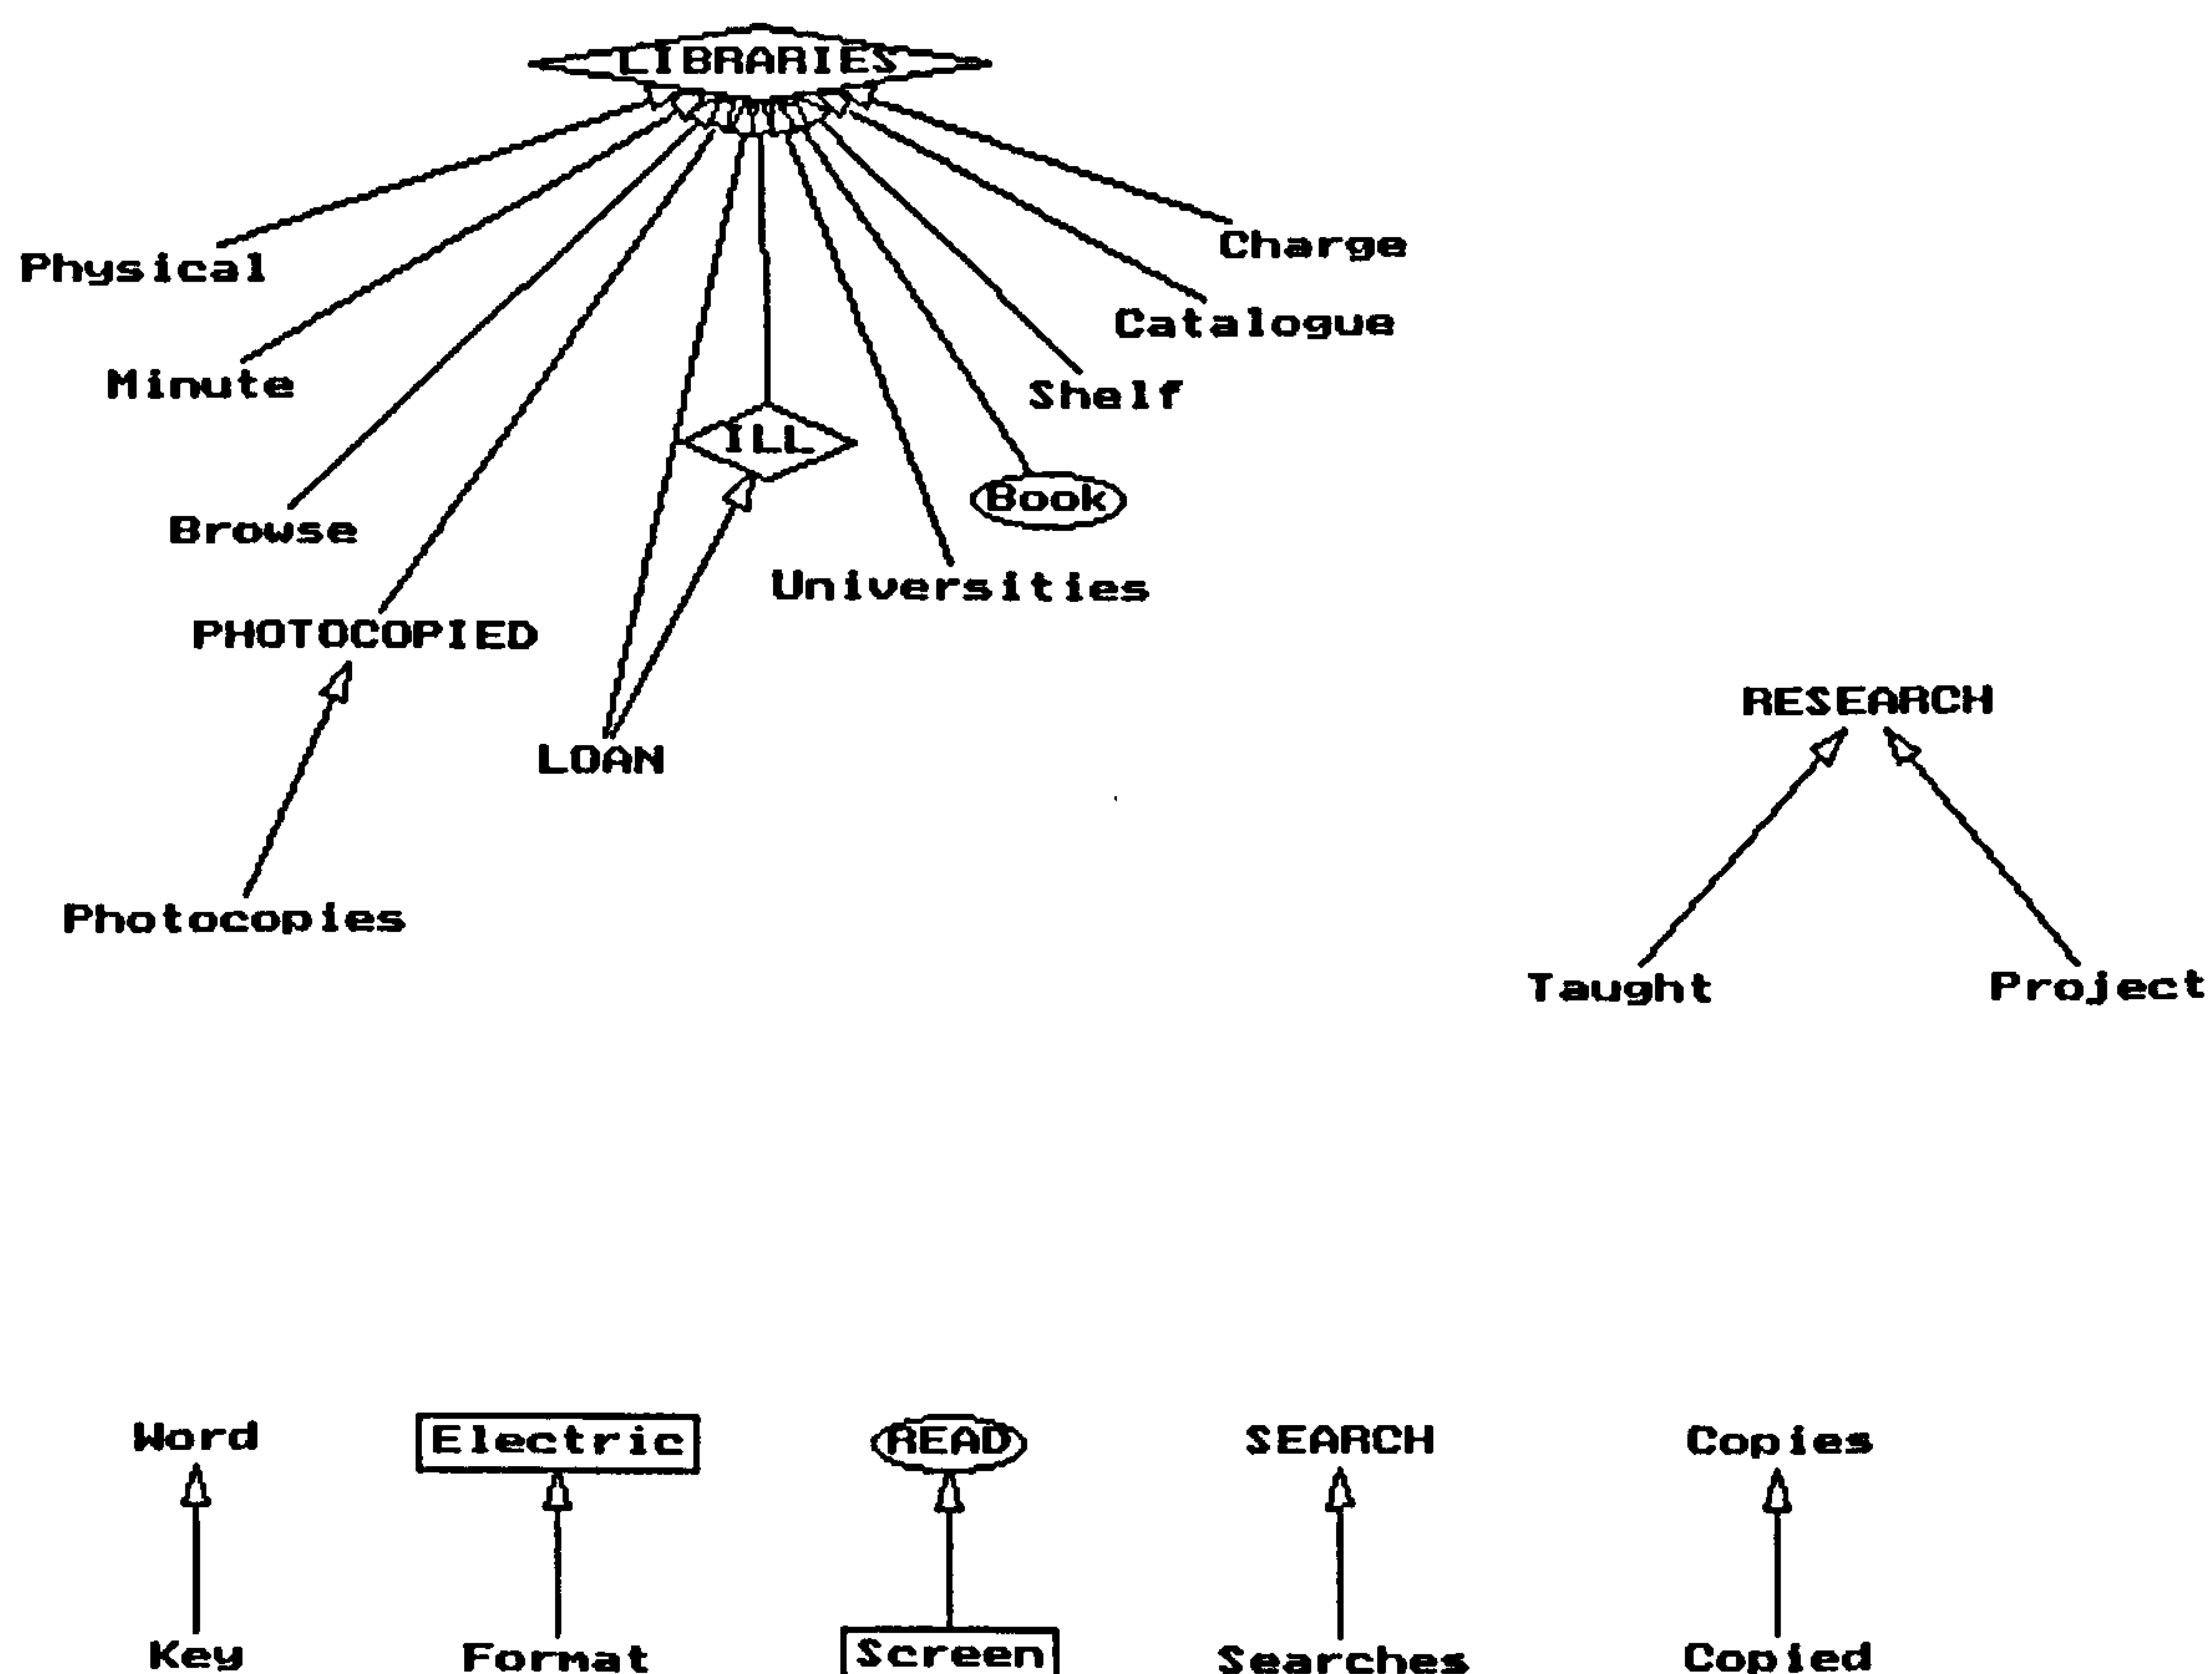 LIBRARIES
Charge
Physical
Catalogue
Minute
Shelf
ILL
Book
Browse
Universities
PHOTOCOPIED
RESEARCH
LOAN
Photocopies
Taught Project
Word Electric READ SEARCH Copies
Key Format Screen Searches Copied